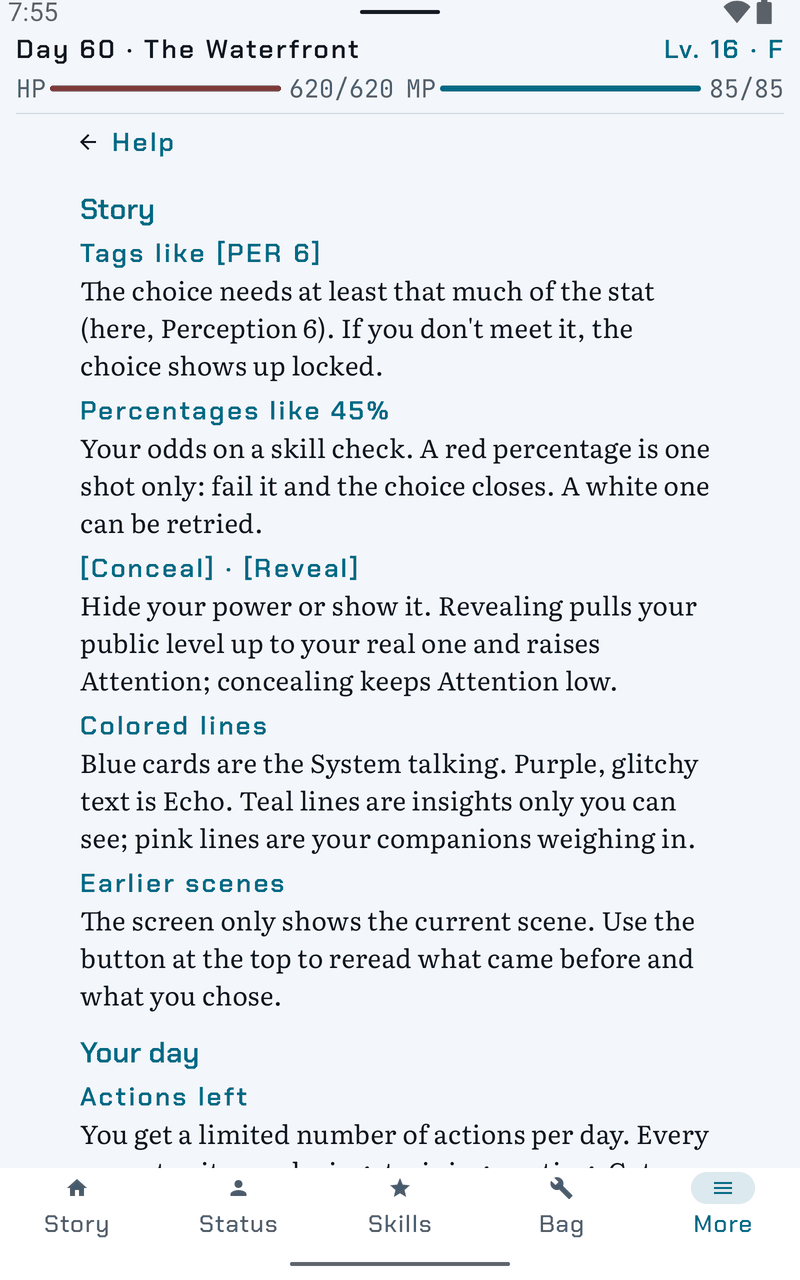 7:55
Day 60 · The Waterfront
Lv. 16 · F
HP 620/620 MP 85/85
← Help
Story
Tags like [PER 6]
The choice needs at least that much of the stat
(here, Perception 6). If you don't meet it, the
choice shows up locked.
Percentages like 45%
Your odds on a skill check. A red percentage is one
shot only: fail it and the choice closes. A white one
can be retried.
[Conceal] · [Reveal]
Hide your power or show it. Revealing pulls your
public level up to your real one and raises
Attention; concealing keeps Attention low.
Colored lines
Blue cards are the System talking. Purple, glitchy
text is Echo. Teal lines are insights only you can
see; pink lines are your companions weighing in.
Earlier scenes
The screen only shows the current scene. Use the
button at the top to reread what came before and
what you chose.
Your day
Actions left
You get a limited number of actions per day. Every
Story
Status
Skills
Bag
More